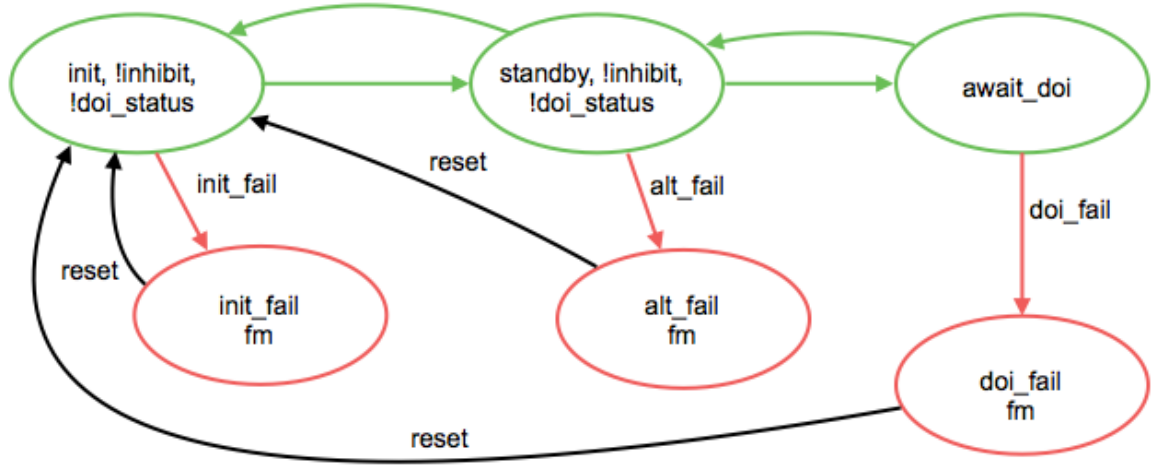 init, !inhibit,
!doi_status
standby, !inhibit,
!doi_status
await_doi
init_fail
reset
alt_fail
doi_fail
reset
init_fail
fm
alt_fail
fm
doi_fail
fm
reset